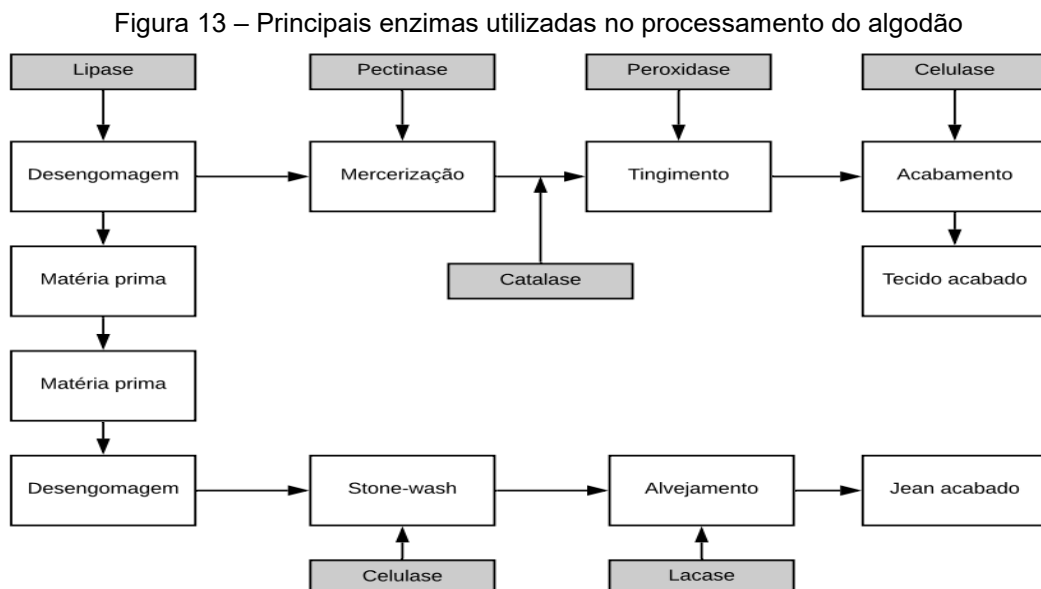 Figura 13 – Principais enzimas utilizadas no processamento do algodão
Lipase
Pectinase
Peroxidase
Celulase
Desengomagem
Mercerização
Tingimento
Acabamento
Matéria prima
Catalase
Tecido acabado
Matéria prima
Desengomagem
Stone-wash
Alvejamento
Jean acabado
Celulase
Lacase